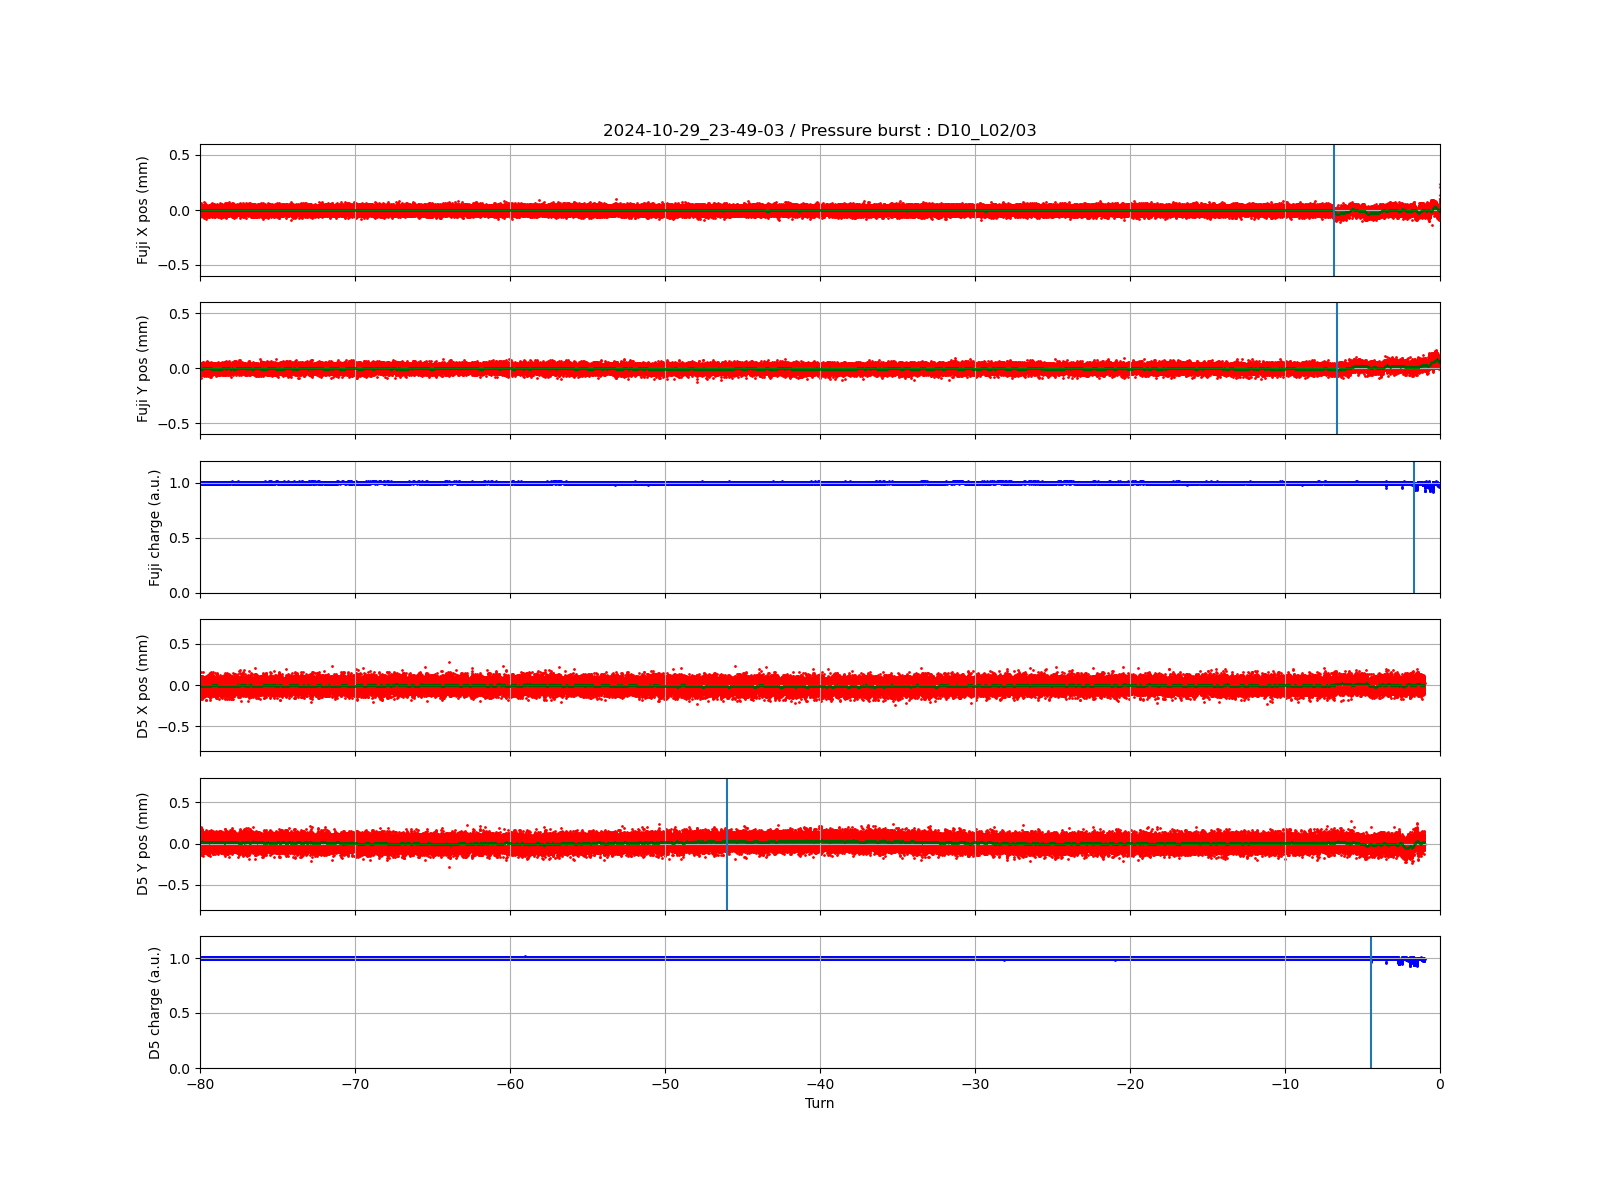 2024-10-29_23-49-03 / Pressure burst : D10_L02/03
Fuji X pos (mm)
0.5
0.0
−0.5
Fuji Y pos (mm)
0.5
0.0
−0.5
Fuji charge (a.u.)
1.0
0.5
0.0
D5 X pos (mm)
0.5
0.0
−0.5
D5 Y pos (mm)
0.5
0.0
−0.5
D5 charge (a.u.)
1.0
0.5
0.0
−80 −70 −60 −50 −40 −30 −20 −10 0
Turn